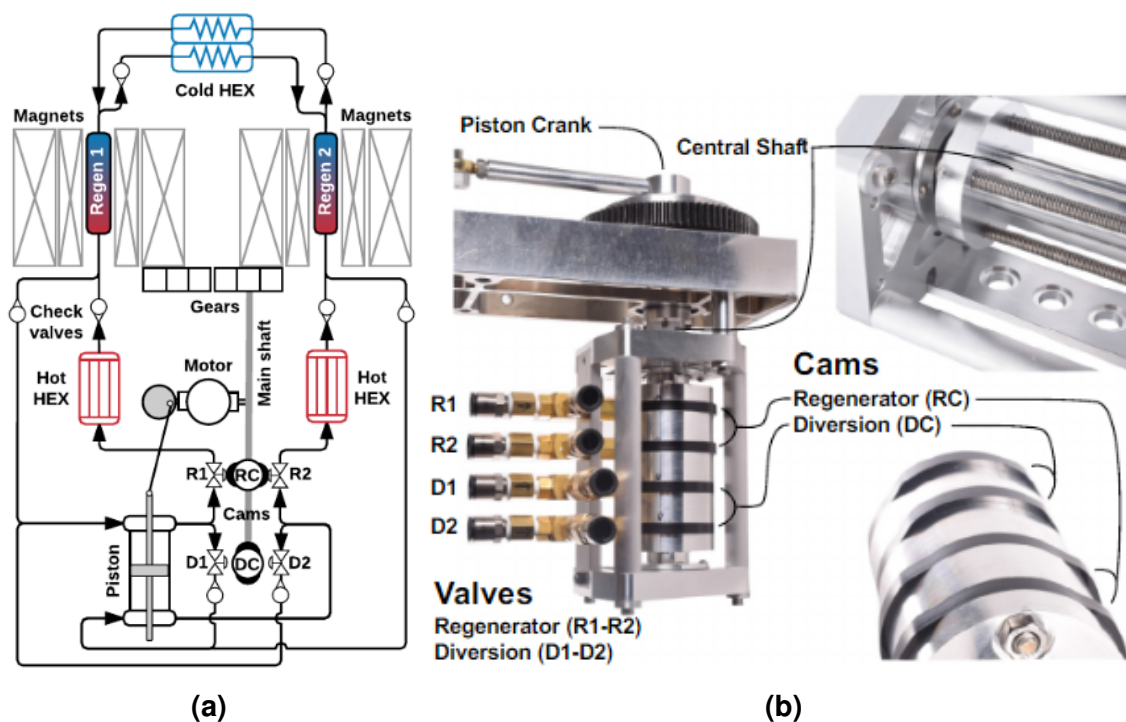 Cold HEX
Magnets
Magnets
Regen 1
Regen 2
Gears
Check
valves
Main shaft
Motor
Hot
HEX
Hot
HEX
R1
RC
R2
Cams
Piston
D1
DC
D2
(a)
Piston Crank
Central Shaft
Cams
Regenerator (RC)
Diversion (DC)
R1
R2
D1
D2
Valves
Regenerator (R1-R2)
Diversion (D1-D2)
(b)